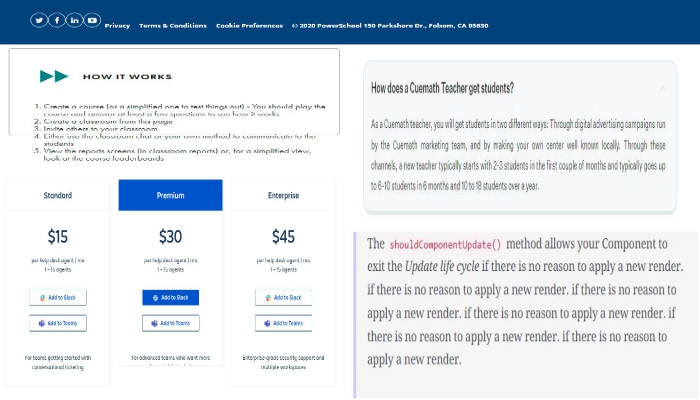 Privacy Terms & Conditions Cookie Preferences © 2020 PowerSchool 150 Parkshore Dr., Folsom, CA 95630
HOW IT WORKS
1. Create a course (or a simplified one to test things out) - You should play the
course and answer at least a few questions to see how it works
2. Create a classroom from this page
3. Invite others to your classroom
4. Either use the classroom chat or your own method to communicate to the
students
5. View the reports screens (in classroom reports) or, for a simplified view,
look at the course leaderboards
Standard
$15
per help desk agent / mo
1 - 15 agents
Add to Slack
Add to Teams
For teams getting started with
conversational ticketing
Premium
$30
per help desk agent / mo
1 - 15 agents
Add to Slack
Add to Teams
For advanced teams who want more
Enterprise
$45
per help desk agent / mo
1 - 15 agents
Add to Slack
Add to Teams
Enterprise-grade security, support and
multiple workspaces
How does a Cuemath Teacher get students?
As a Cuemath teacher, you will get students in two different ways: Through digital advertising campaigns run
by the Cuemath marketing team, and by making your own center well known locally. Through these
channels, a new teacher typically starts with 2-3 students in the first couple of months and typically goes up
to 6-10 students in 6 months and 10 to 18 students over a year.
The shouldComponentUpdate() method allows your Component to
exit the Update life cycle if there is no reason to apply a new render.
if there is no reason to apply a new render. if there is no reason to
apply a new render. if there is no reason to apply a new render. if
there is no reason to apply a new render. if there is no reason to
apply a new render.